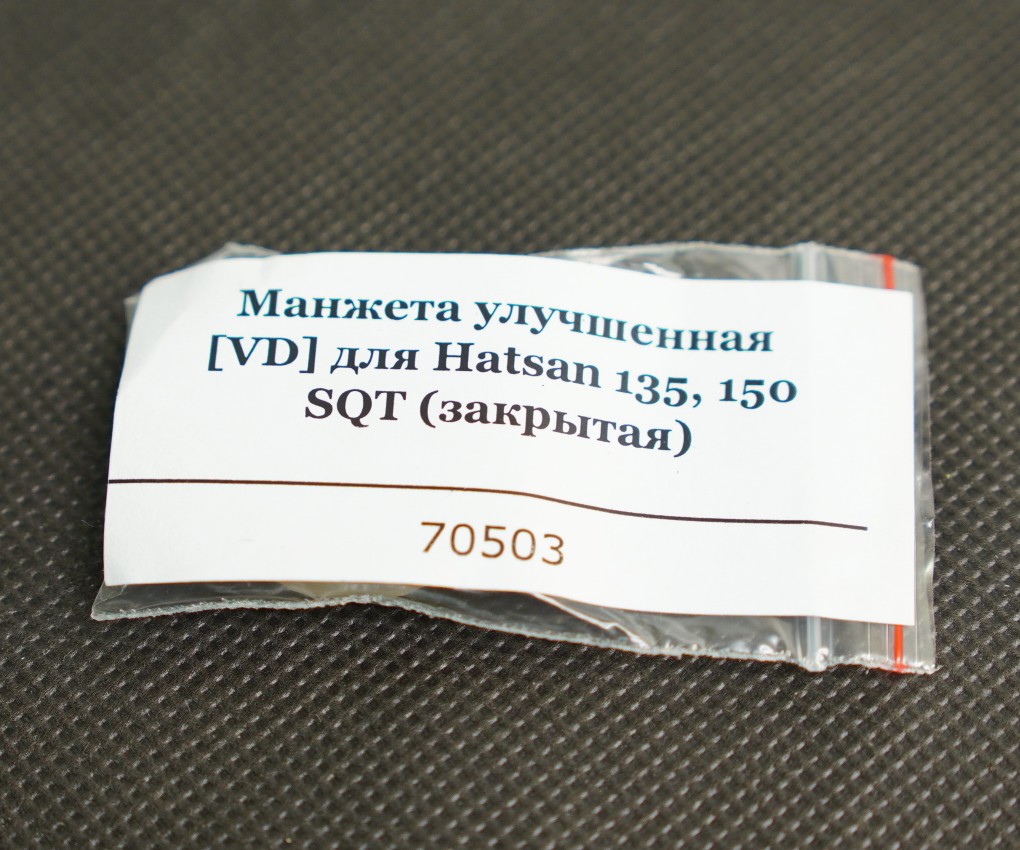 Манжета улучшенная
[VD] для Hatsan 135, 150
SQT (закрытая)
70503